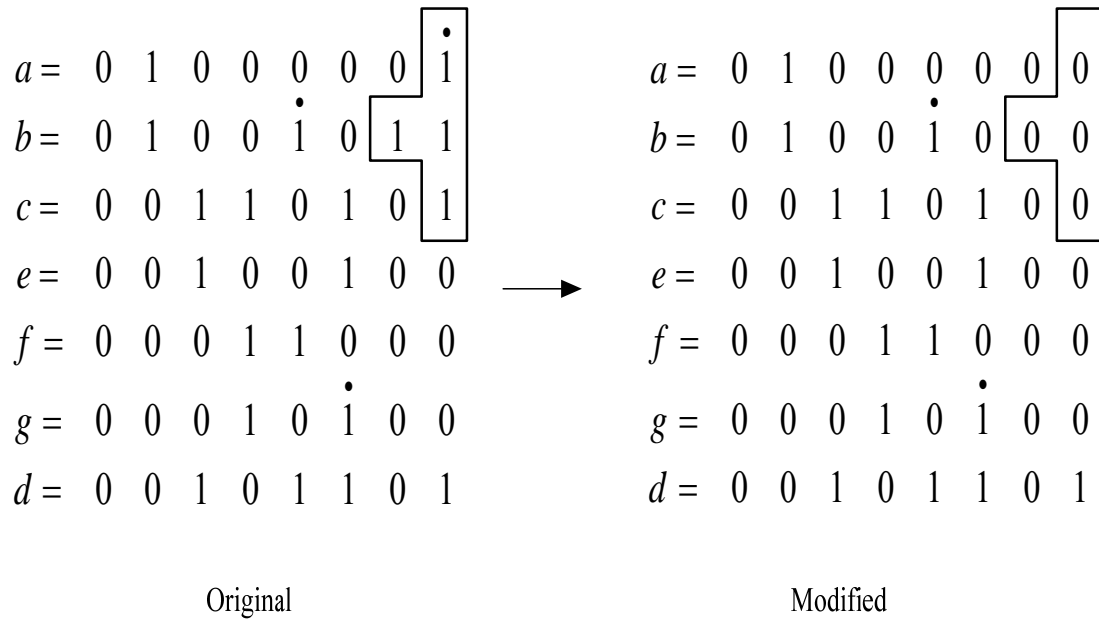 a = 0 1 0 0 0 0 0 1̇ a = 0 1 0 0 0 0 0 0
b = 0 1 0 0 1̇ 0 1 1 b = 0 1 0 0 1̇ 0 0 0
c = 0 0 1 1 0 1 0 1 c = 0 0 1 1 0 1 0 0
e = 0 0 1 0 0 1 0 0 e = 0 0 1 0 0 1 0 0
f = 0 0 0 1 1 0 0 0 f = 0 0 0 1 1 0 0 0
g = 0 0 0 1 0 1̇ 0 0 g = 0 0 0 1 0 1̇ 0 0
d = 0 0 1 0 1 1 0 1 d = 0 0 1 0 1 1 0 1
Original Modified